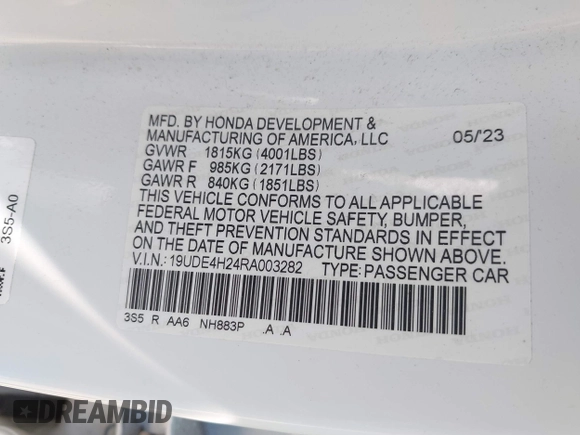 MFD. BY HONDA DEVELOPMENT &
MANUFACTURING OF AMERICA, LLC 05/'23
GVWR 1815KG (4001LBS)
GAWR F 985KG (2171LBS)
GAWR R 840KG (1851LBS)
THIS VEHICLE CONFORMS TO ALL APPLICABLE
FEDERAL MOTOR VEHICLE SAFETY, BUMPER,
AND THEFT PREVENTION STANDARDS IN EFFECT
ON THE DATE OF MANUFACTURE SHOWN ABOVE.
V.I.N.: 19UDE4H24RA003282 TYPE: PASSENGER CAR
3S5 R AA6 NH883P .A .A
3S5-A0
DREAMBID